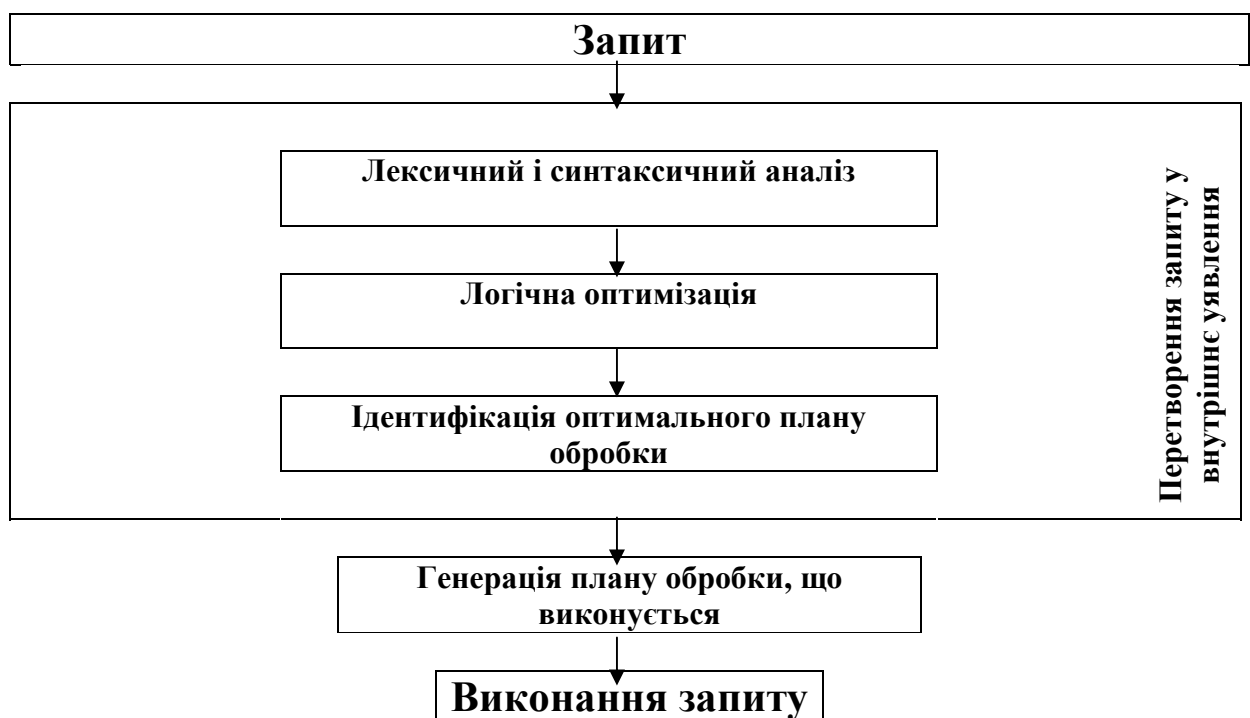 Запит
Лексичний і синтаксичний аналіз
Логічна оптимізація
Ідентифікація оптимального плану
обробки
Перетворення запиту у
внутрішнє уявлення
Генерація плану обробки, що
виконується
Виконання запиту